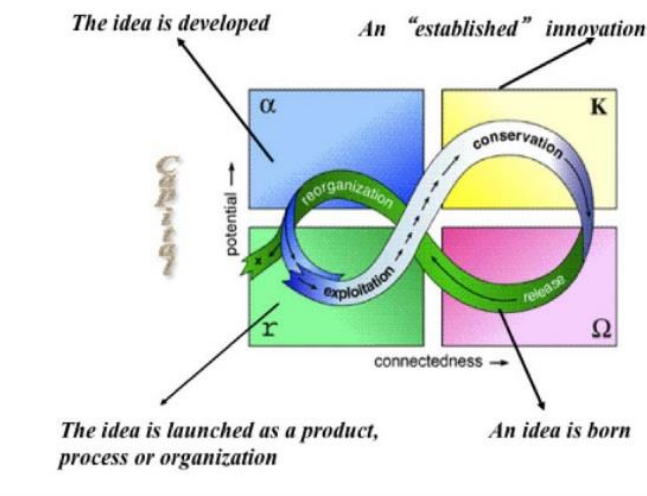 The idea is developed
An “established” innovation
α
K
conservation
reorganization
potential
x
exploitation
release
r
Ω
connectedness
The idea is launched as a product,
process or organization
An idea is born